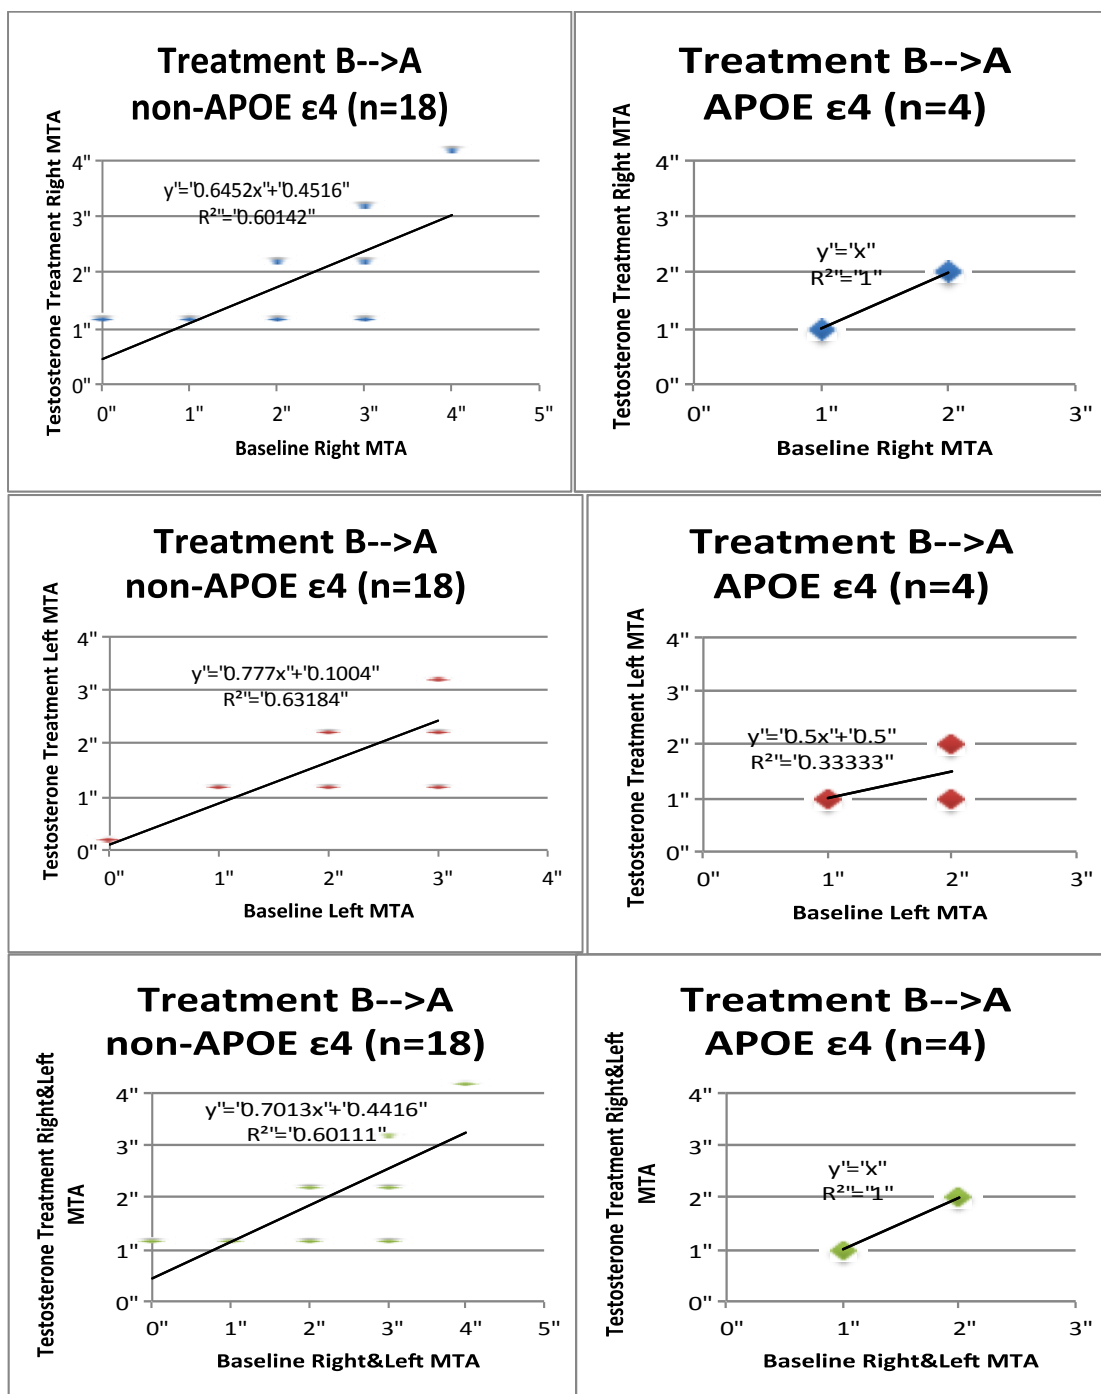 Treatment B-->A
non-APOE ε4 (n=18)
Testosterone Treatment Right MTA
4"
3"
2"
1"
0"
y"="0.6452x"+"0.4516"
R²"="0.60142"
0"
1"
2"
3"
4"
5"
Baseline Right MTA
Treatment B-->A
APOE ε4 (n=4)
Testosterone Treatment Right MTA
4"
3"
2"
1"
0"
y"="x"
R²"="1"
0"
1"
2"
3"
Baseline Right MTA
Treatment B-->A
non-APOE ε4 (n=18)
Testosterone Treatment Left MTA
4"
3"
2"
1"
0"
y"="0.777x"+"0.1004"
R²"="0.63184"
0"
1"
2"
3"
4"
Baseline Left MTA
Treatment B-->A
APOE ε4 (n=4)
Testosterone Treatment Left MTA
4"
3"
2"
1"
0"
y"="0.5x"+"0.5"
R²"="0.33333"
0"
1"
2"
3"
Baseline Left MTA
Treatment B-->A
non-APOE ε4 (n=18)
Testosterone Treatment Right&Left
MTA
4"
3"
2"
1"
0"
y"="0.7013x"+"0.4416"
R²"="0.60111"
0"
1"
2"
3"
4"
5"
Baseline Right&Left MTA
Treatment B-->A
APOE ε4 (n=4)
Testosterone Treatment Right&Left
MTA
4"
3"
2"
1"
0"
y"="x"
R²"="1"
0"
1"
2"
3"
Baseline Right&Left MTA